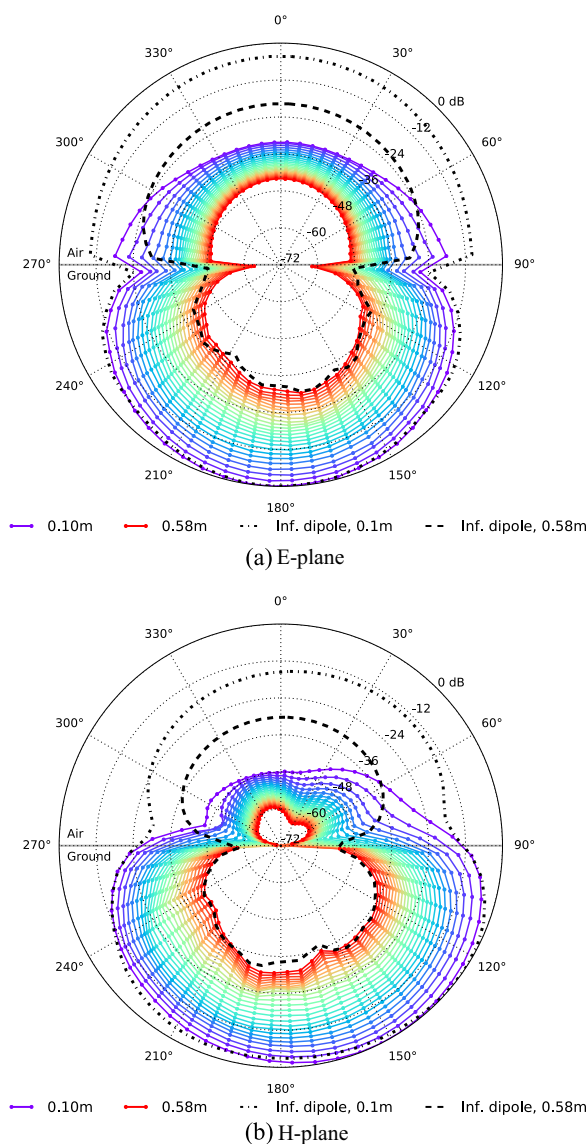 0°
330° 30°
0 dB
-12
300° 60°
-24
-36
-48
-60
Air
-72
270° 90°
Ground
240° 120°
210° 150°
180°
0.10m 0.58m Inf. dipole, 0.1m Inf. dipole, 0.58m
(a) E-plane
0°
330° 30°
0 dB
-12
300° 60°
-24
-36
-48
-60
Air
-72
270° 90°
Ground
240° 120°
210° 150°
180°
0.10m 0.58m Inf. dipole, 0.1m Inf. dipole, 0.58m
(b) H-plane